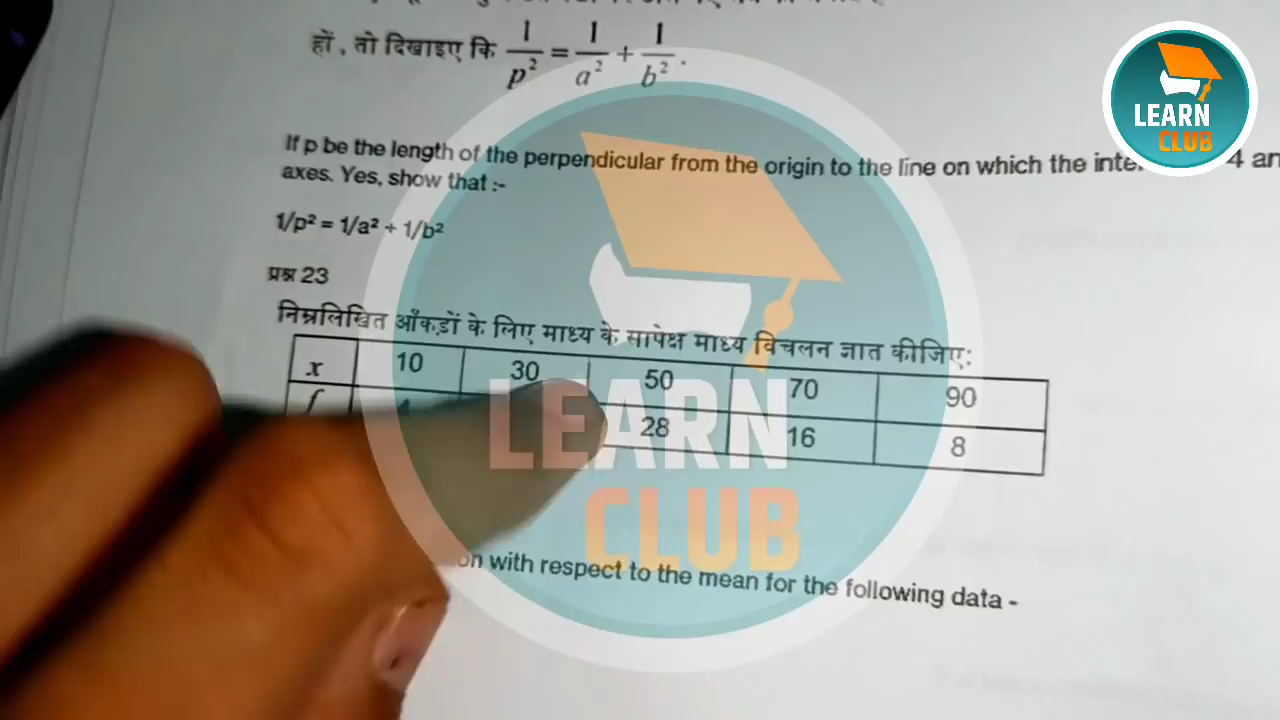 हों, तो दिखाइए कि 1/p² = 1/a² + 1/b².
LEARN
CLUB
If p be the length of the perpendicular from the origin to the line on which the 4 an
axes. Yes, show that :-
1/p² = 1/a² + 1/b²
प्रश्न 23
निम्नलिखित आँकड़ों के लिए माध्य के सापेक्ष माध्य विचलन ज्ञात कीजिए:
x 10 30 50 70 90
f 28 16 8
LEARN
CLUB
with respect to the mean for the following data -